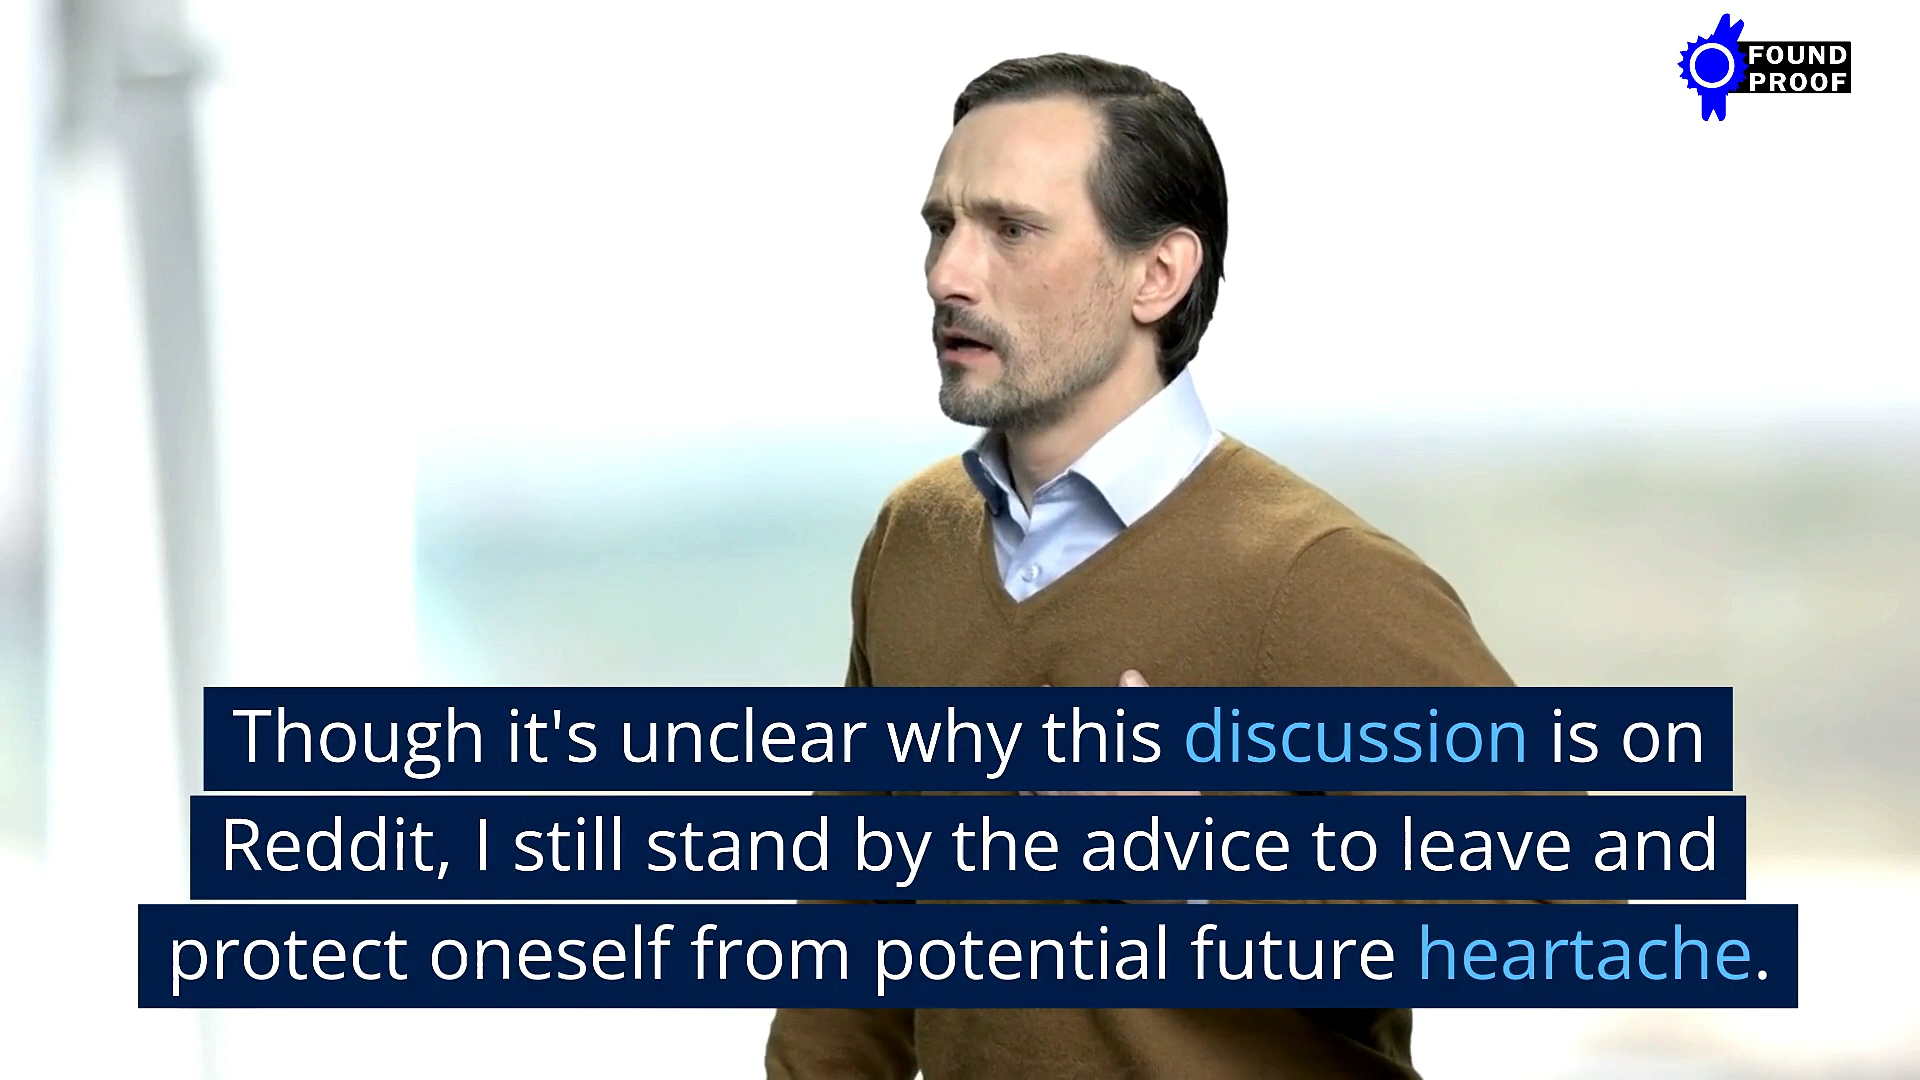 FOUND
PROOF
Though it's unclear why this discussion is on
Reddit, I still stand by the advice to leave and
protect oneself from potential future heartache.